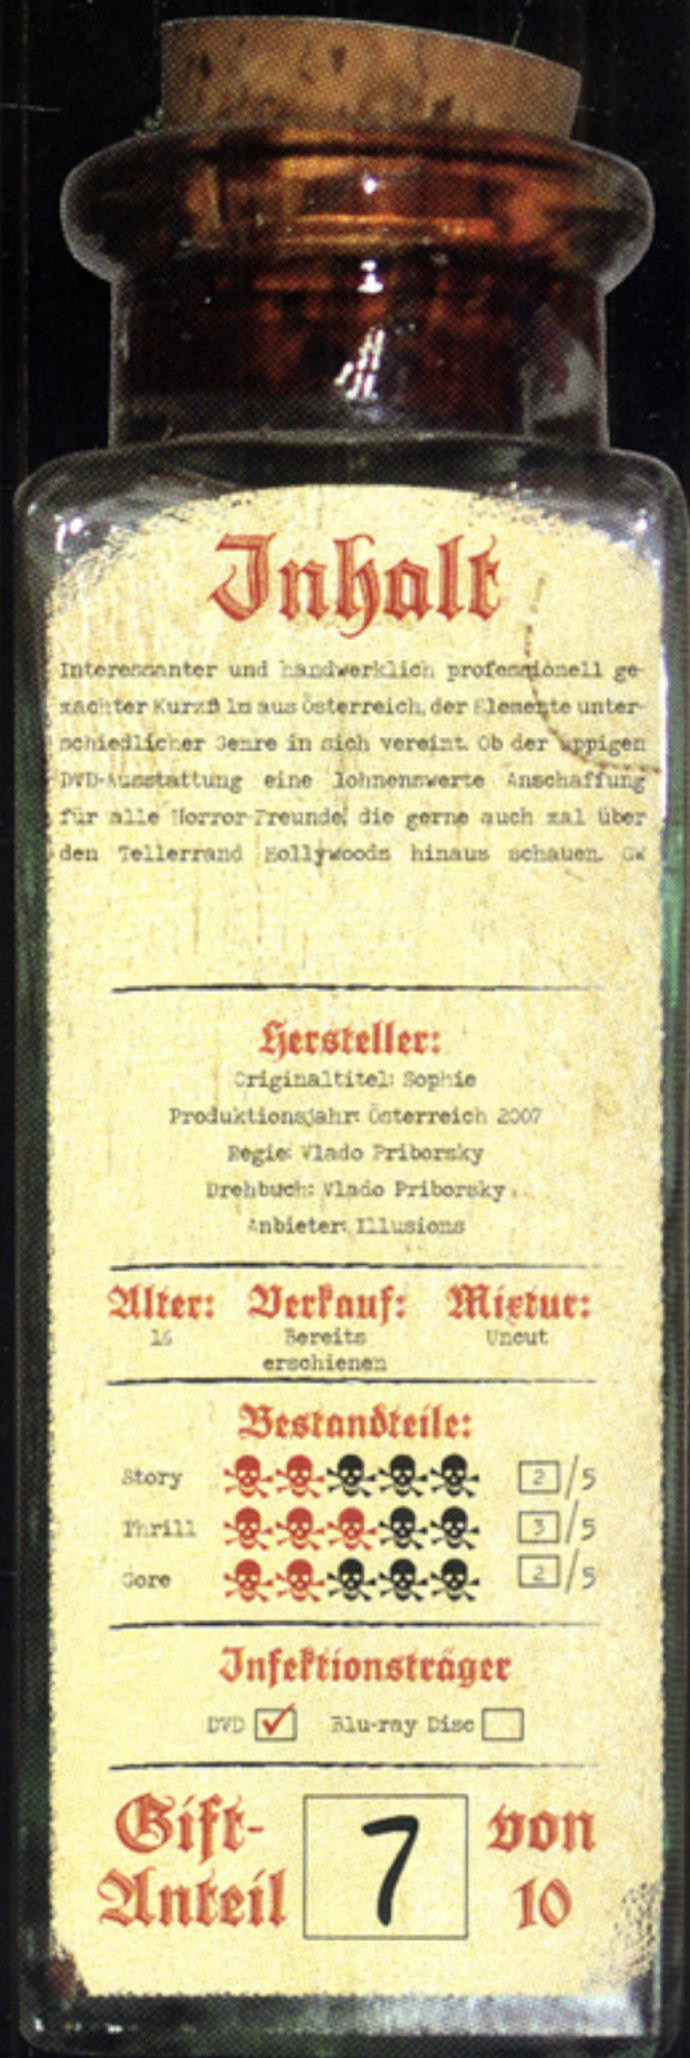 Inhalt
Interessanter und handwerklich professionell ge-
machter Kurzfilm aus Österreich, der Elemente unter-
schiedlicher Genre in sich vereint. Ob der üppigen
DVD-Ausstattung eine lohnenswerte Anschaffung
für alle Horror-Freunde, die gerne auch mal über
den Tellerrand Hollywoods hinaus schauen. GW
Hersteller:
Originaltitel: Sophie
Produktionsjahr: Österreich 2007
Regie: Vlado Priborsky
Drehbuch: Vlado Priborsky
Anbieter: Illusions
Alter: Verkauf: Mixtur:
16 Bereits Uncut
erschienen
Bestandteile:
Story 2/5
Thrill 3/5
Gore 2/5
Infektionsträger
DVD Blu-ray Disc
Gift- 7 von
Anteil 10